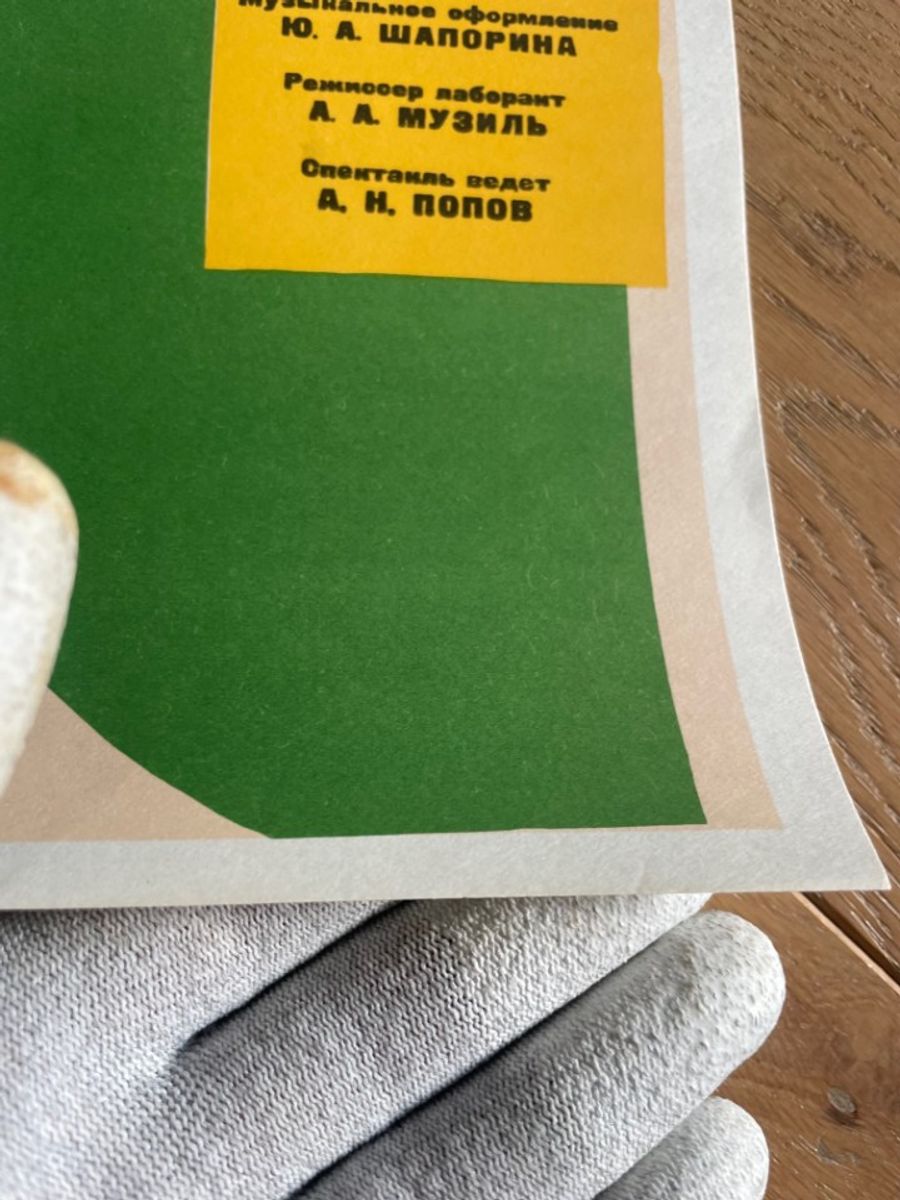 Музыкальное оформление
Ю. А. ШАПОРИНА
Режиссер лаборант
А. А. МУЗИЛЬ
Спектакль ведет
А. Н. ПОПОВ